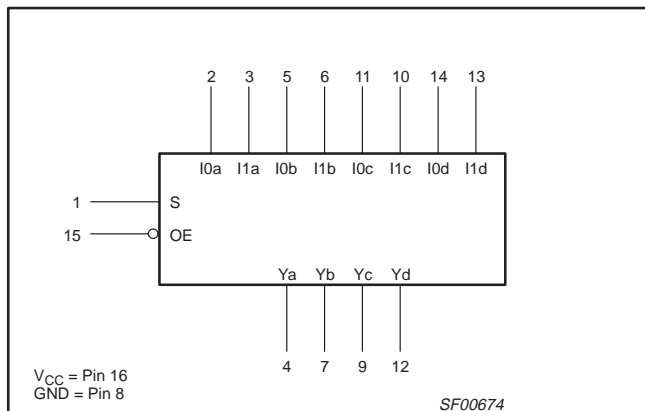 2 3 5 6 11 10 14 13
I0a I1a I0b I1b I0c I1c I0d I1d
1 S
15 OE
Ya Yb Yc Yd
4 7 9 12
VCC = Pin 16
GND = Pin 8
SF00674